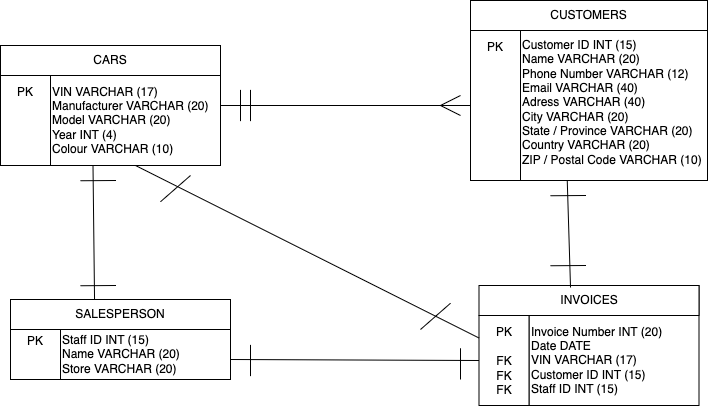 CUSTOMERS
PK Customer ID INT (15)
Name VARCHAR (20)
Phone Number VARCHAR (12)
Email VARCHAR (40)
Adress VARCHAR (40)
City VARCHAR (20)
State / Province VARCHAR (20)
Country VARCHAR (20)
ZIP / Postal Code VARCHAR (10)
CARS
PK VIN VARCHAR (17)
Manufacturer VARCHAR (20)
Model VARCHAR (20)
Year INT (4)
Colour VARCHAR (10)
SALESPERSON
PK Staff ID INT (15)
Name VARCHAR (20)
Store VARCHAR (20)
INVOICES
PK Invoice Number INT (20)
Date DATE
FK VIN VARCHAR (17)
FK Customer ID INT (15)
FK Staff ID INT (15)